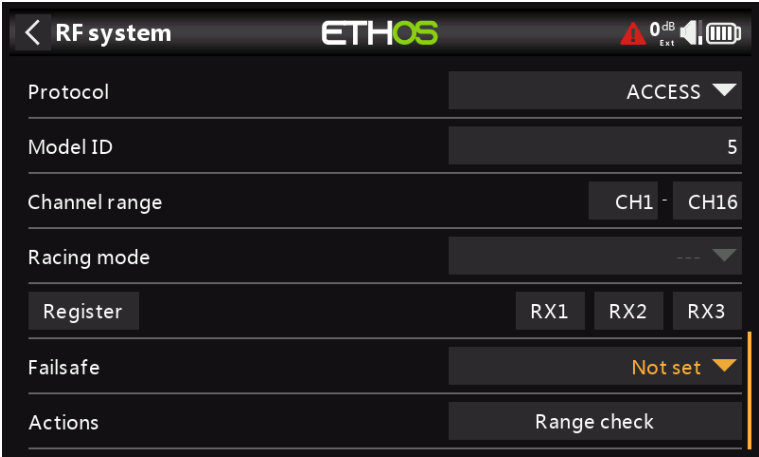 RF system ETHOS 0dB Ext
Protocol ACCESS
Model ID 5
Channel range CH1 - CH16
Racing mode ---
Register RX1 RX2 RX3
Failsafe Not set
Actions Range check